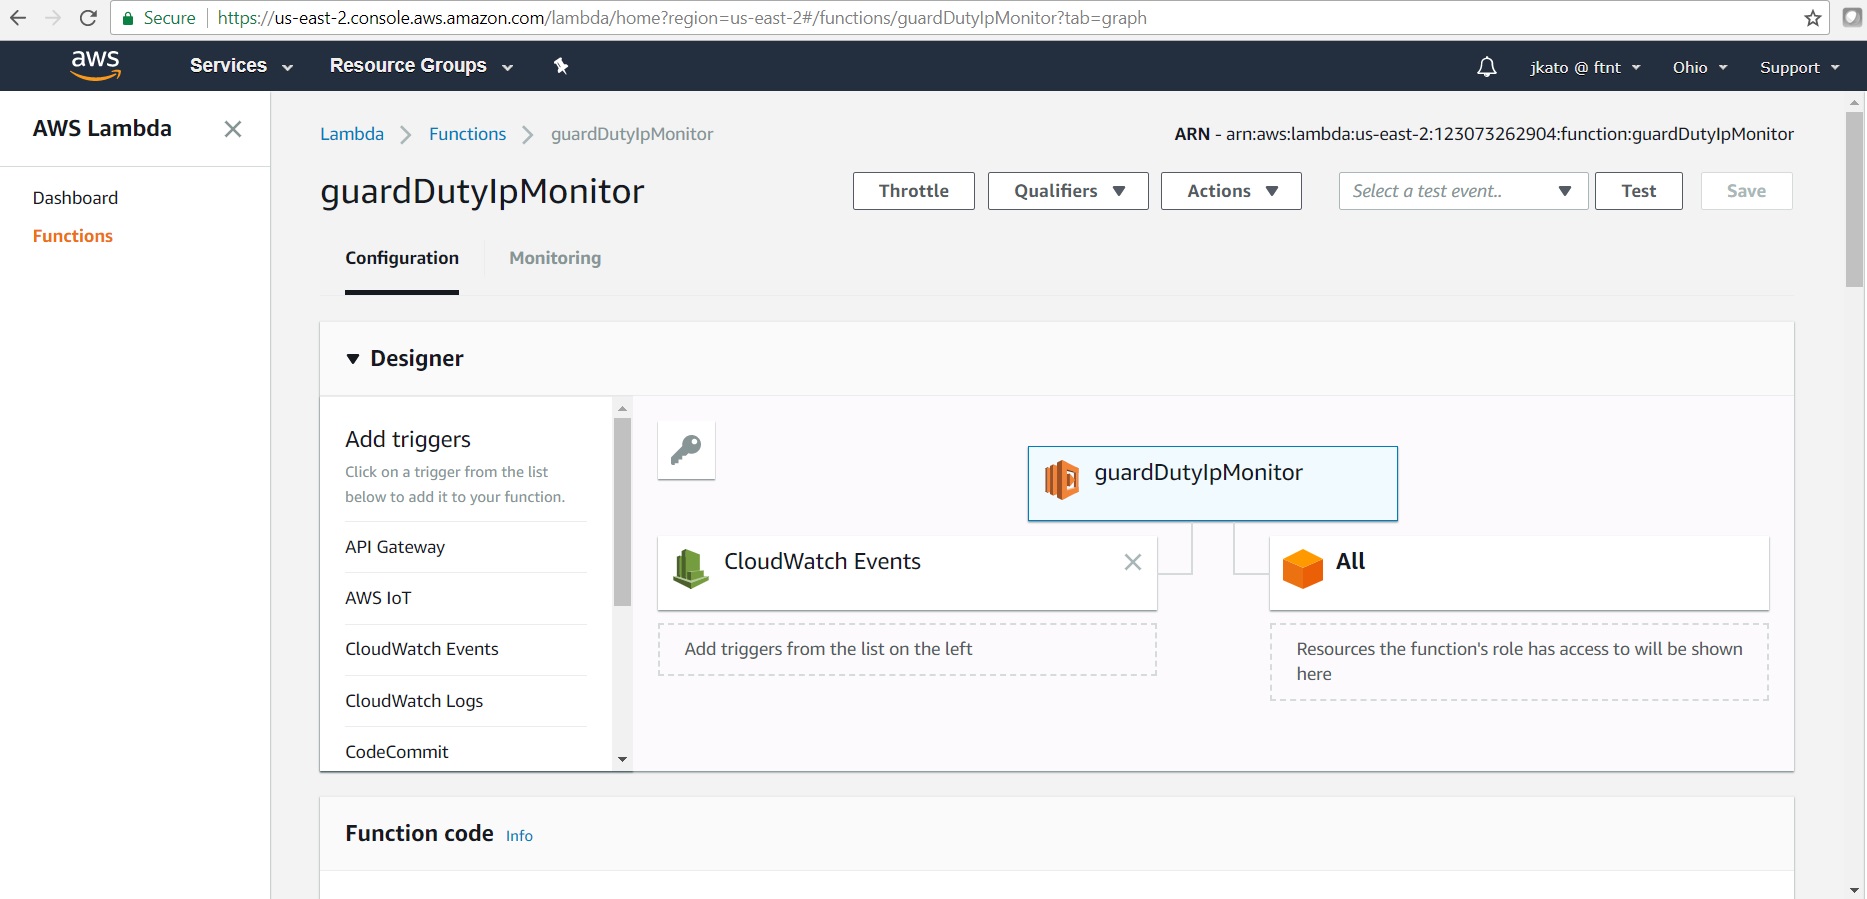 Secure https://us-east-2.console.aws.amazon.com/lambda/home?region=us-east-2#/functions/guardDutyIpMonitor?tab=graph
aws Services Resource Groups jkato @ ftnt Ohio Support
AWS Lambda
Dashboard
Functions
Lambda Functions guardDutyIpMonitor ARN - arn:aws:lambda:us-east-2:123073262904:function:guardDutyIpMonitor
guardDutyIpMonitor Throttle Qualifiers Actions Select a test event.. Test Save
Configuration Monitoring
Designer
Add triggers
Click on a trigger from the list
below to add it to your function.
API Gateway
AWS IoT
CloudWatch Events
CloudWatch Logs
CodeCommit
guardDutyIpMonitor
CloudWatch Events
Add triggers from the list on the left
All
Resources the function's role has access to will be shown
here
Function code Info